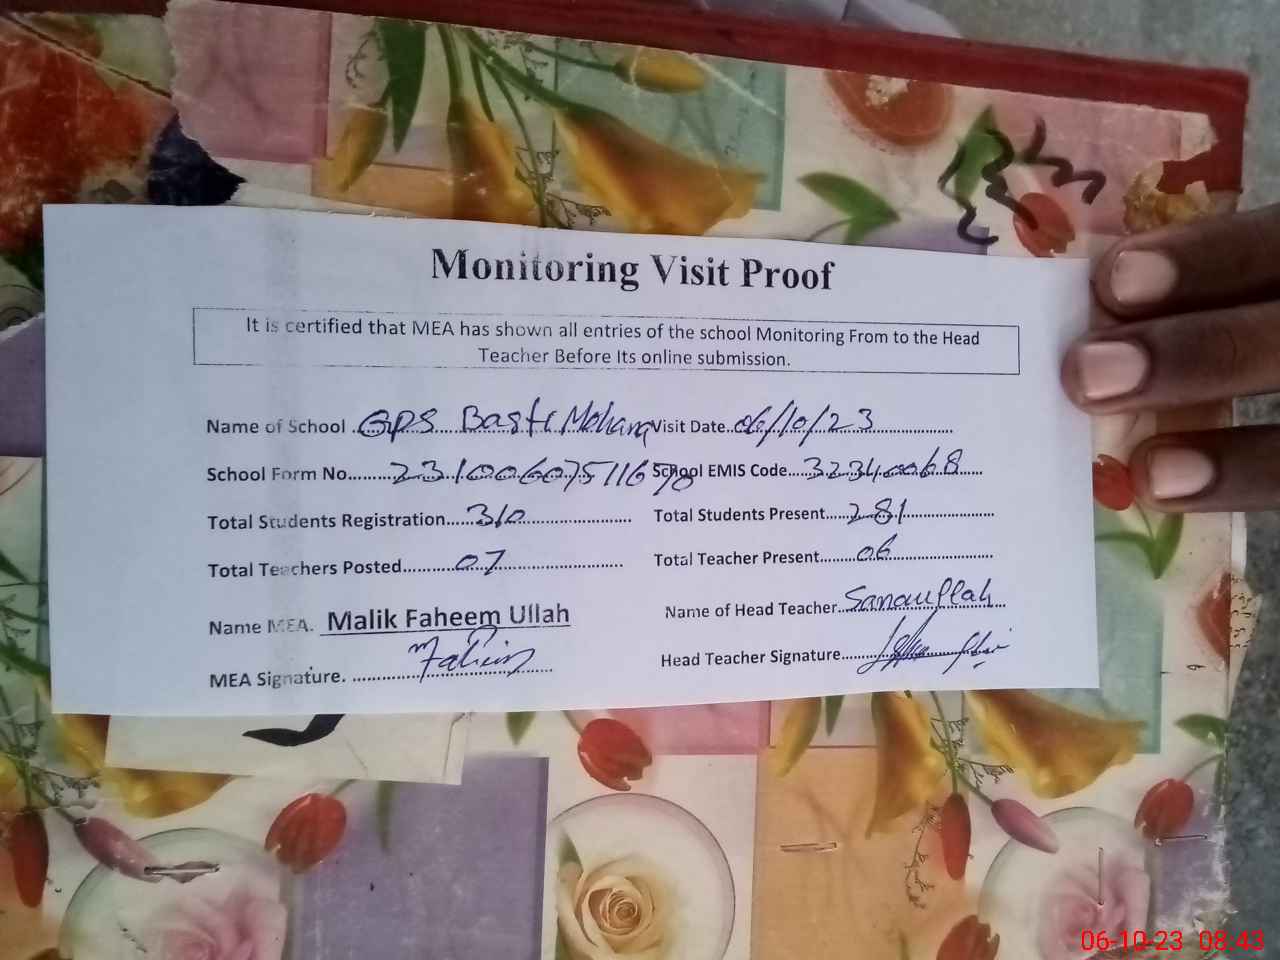 Monitoring Visit Proof
It is certified that MEA has shown all entries of the school Monitoring From to the Head
Teacher Before Its online submission.
Name of School GPS Basti Mohana Visit Date 06/10/23
School Form No. 23100607511698 School EMIS Code 32340068
Total Students Registration 310 Total Students Present 281
Total Teachers Posted 07 Total Teacher Present 06
Name MEA. Malik Faheem Ullah Name of Head Teacher Sanaullah
MEA Signature. Head Teacher Signature
06-10-23 08:43